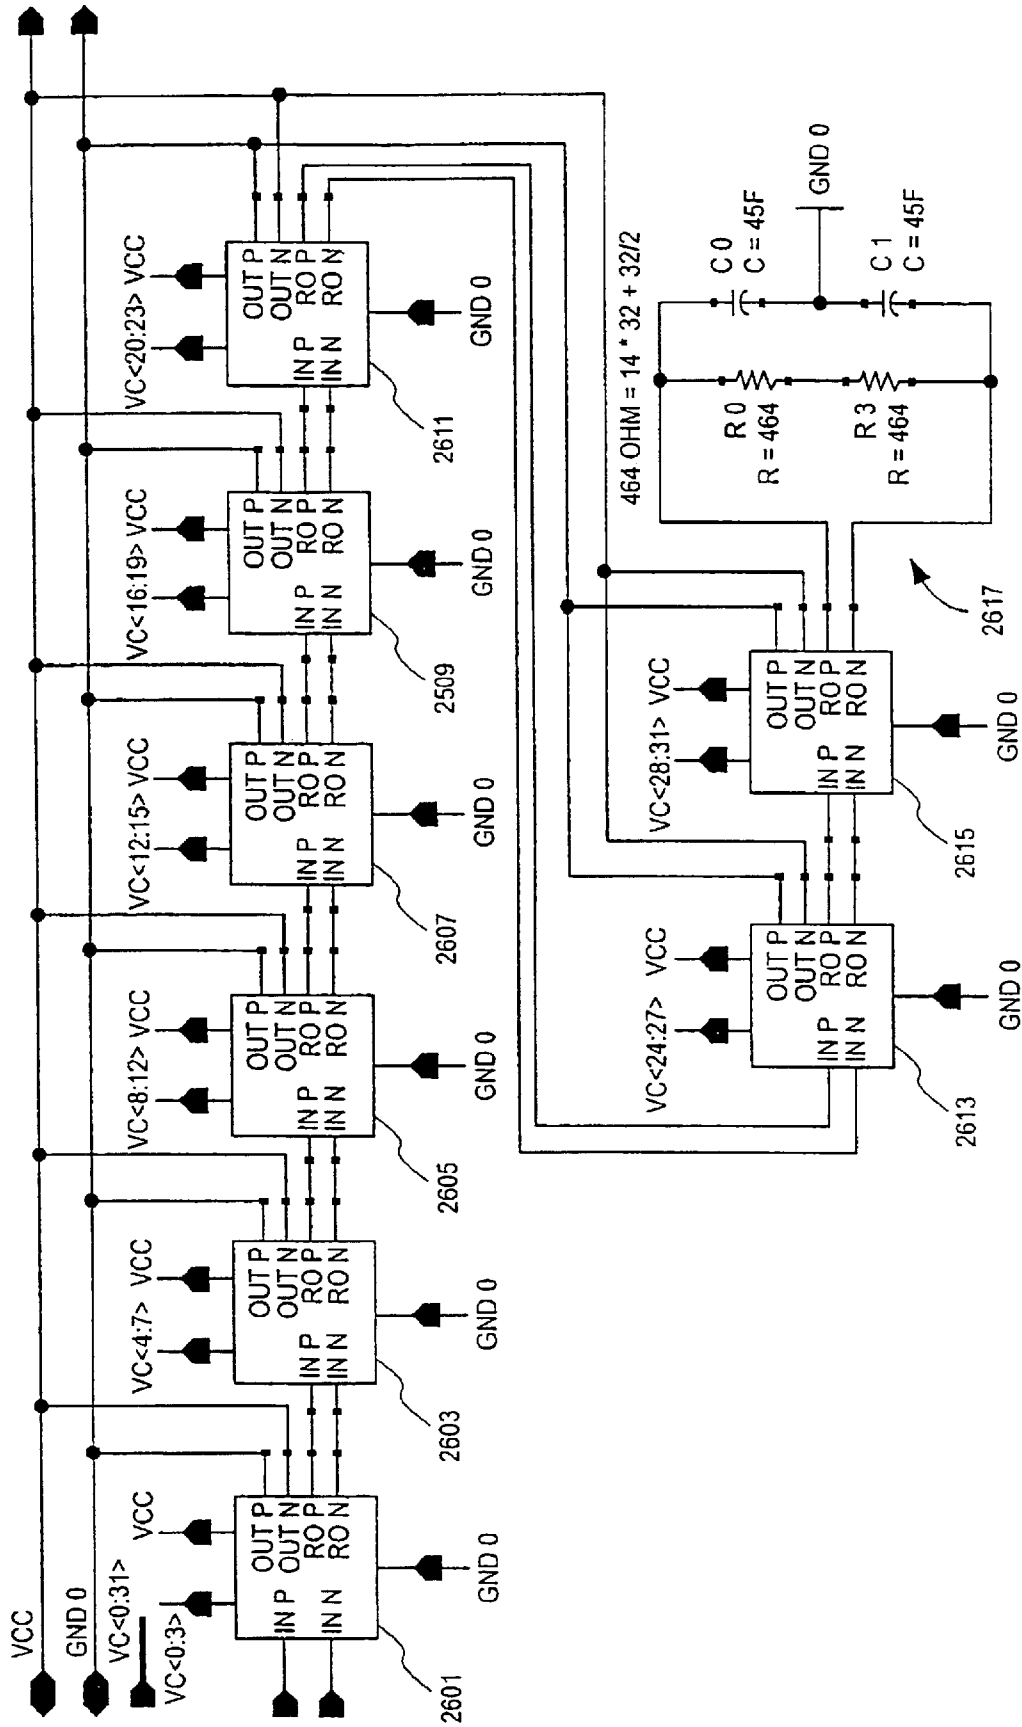 VCC
GND 0
VC<0:31>
VC<0:3>
VCC
IN P
IN N
OUT P
OUT N
RO P
RO N
GND 0
2601
VC<4:7>
VCC
IN P
IN N
OUT P
OUT N
RO P
RO N
GND 0
2603
VC<8:12>
VCC
IN P
IN N
OUT P
OUT N
RO P
RO N
GND 0
2605
VC<12:15>
VCC
IN P
IN N
OUT P
OUT N
RO P
RO N
GND 0
2607
VC<16:19>
VCC
IN P
IN N
OUT P
OUT N
RO P
RO N
GND 0
2509
VC<20:23>
VCC
IN P
IN N
OUT P
OUT N
RO P
RO N
GND 0
2611
VC<24:27>
VCC
IN P
IN N
OUT P
OUT N
RO P
RO N
GND 0
2613
VC<28:31>
VCC
IN P
IN N
OUT P
OUT N
RO P
RO N
GND 0
2615
464 OHM = 14 * 32 + 32/2
R 0
R = 464
R 3
R = 464
C 0
C = 45F
C 1
C = 45F
GND 0
2617